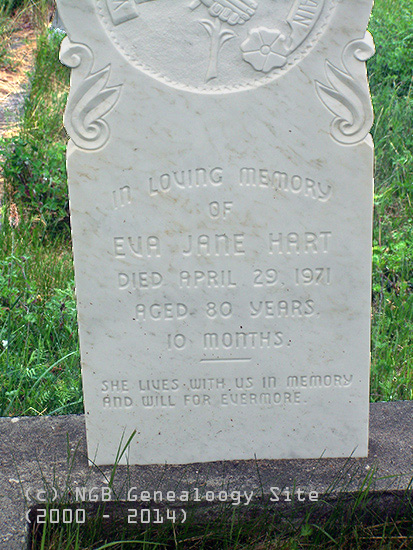 IN LOVING MEMORY
OF
EVA JANE HART
DIED APRIL 29 1971
AGED 80 YEARS.
10 MONTHS.
SHE LIVES WITH US IN MEMORY
AND WILL FOR EVERMORE.
(c) NGB Genealoogy Site
(2000 - 2014)